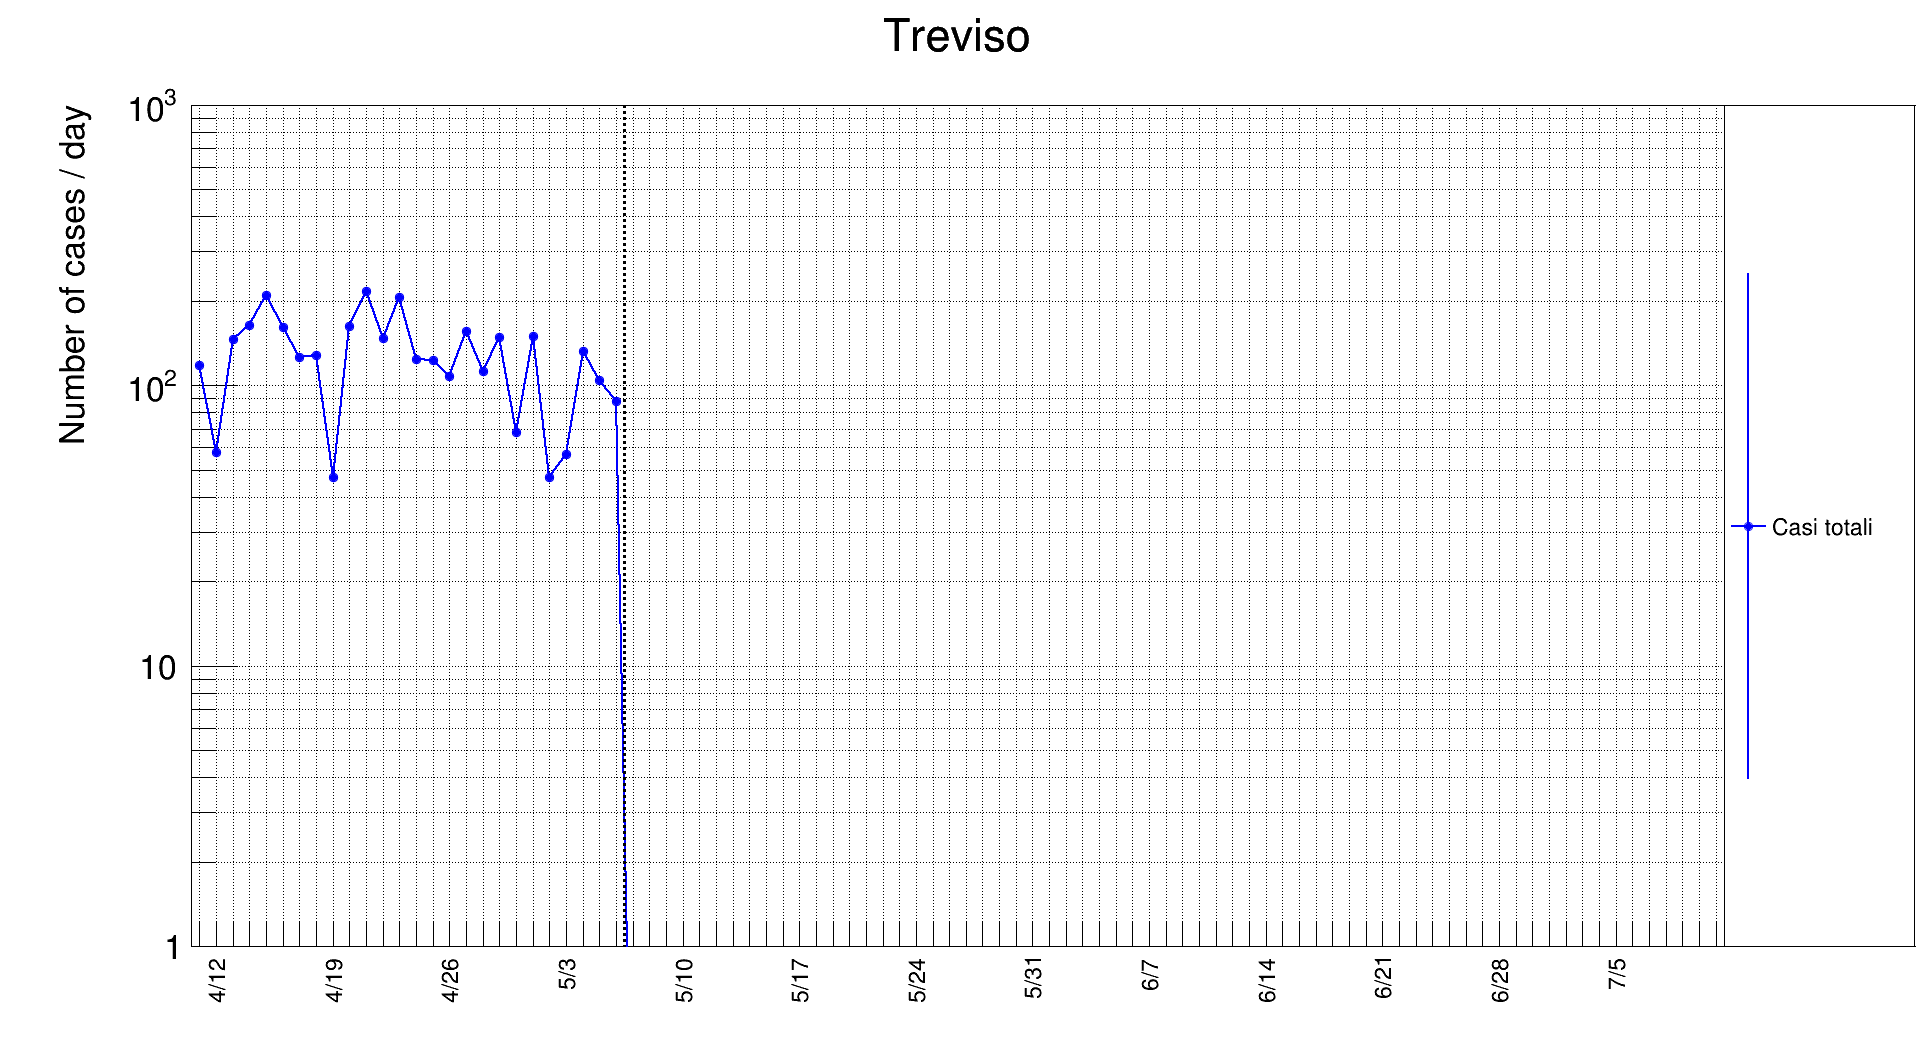 Treviso
Number of cases / day
10³
10²
10
1
4/12 4/19 4/26 5/3 5/10 5/17 5/24 5/31 6/7 6/14 6/21 6/28 7/5
Casi totali